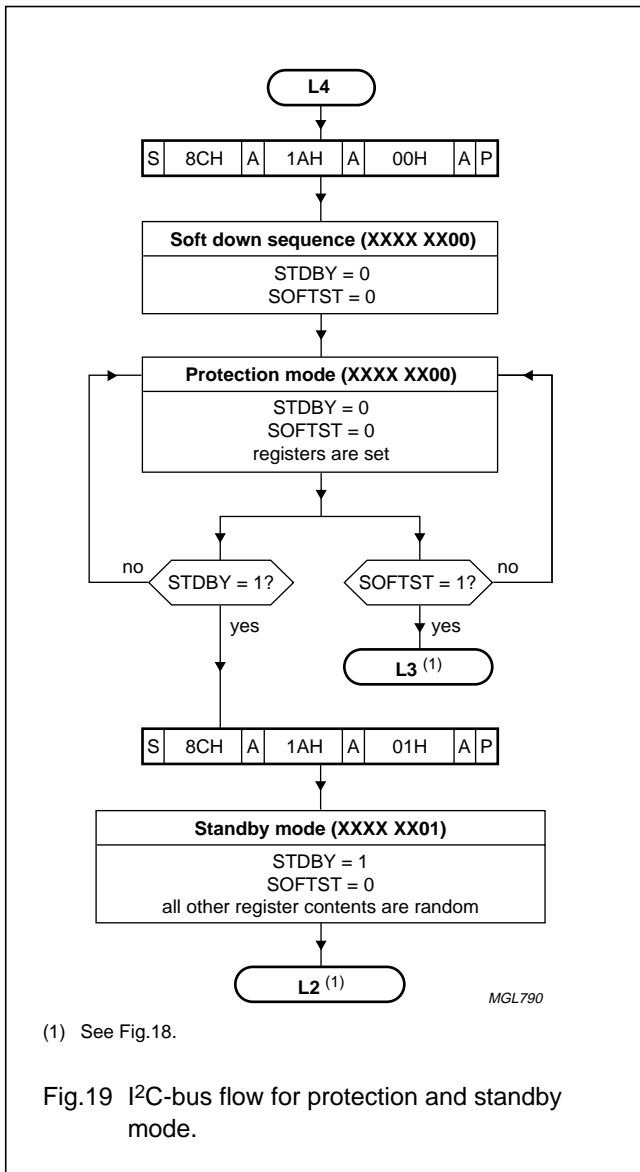 L4
S 8CH A 1AH A 00H A P
Soft down sequence (XXXX XX00)
STDBY = 0
SOFTST = 0
Protection mode (XXXX XX00)
STDBY = 0
SOFTST = 0
registers are set
no
STDBY = 1?
SOFTST = 1?
no
yes
yes
L3 (1)
S 8CH A 1AH A 01H A P
Standby mode (XXXX XX01)
STDBY = 1
SOFTST = 0
all other register contents are random
L2 (1)
MGL790
(1) See Fig.18.
Fig.19 I²C-bus flow for protection and standby
mode.